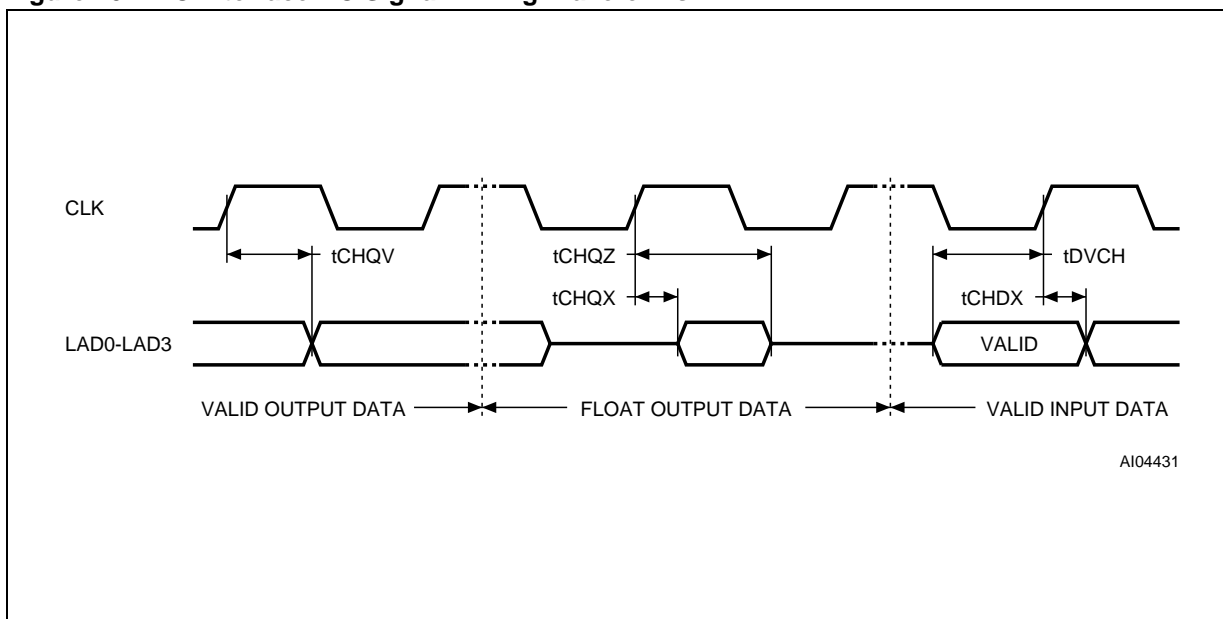 CLK
tCHQV
tCHQZ
tDVCH
tCHQX
tCHDX
LAD0-LAD3
VALID
VALID OUTPUT DATA
FLOAT OUTPUT DATA
VALID INPUT DATA
AI04431